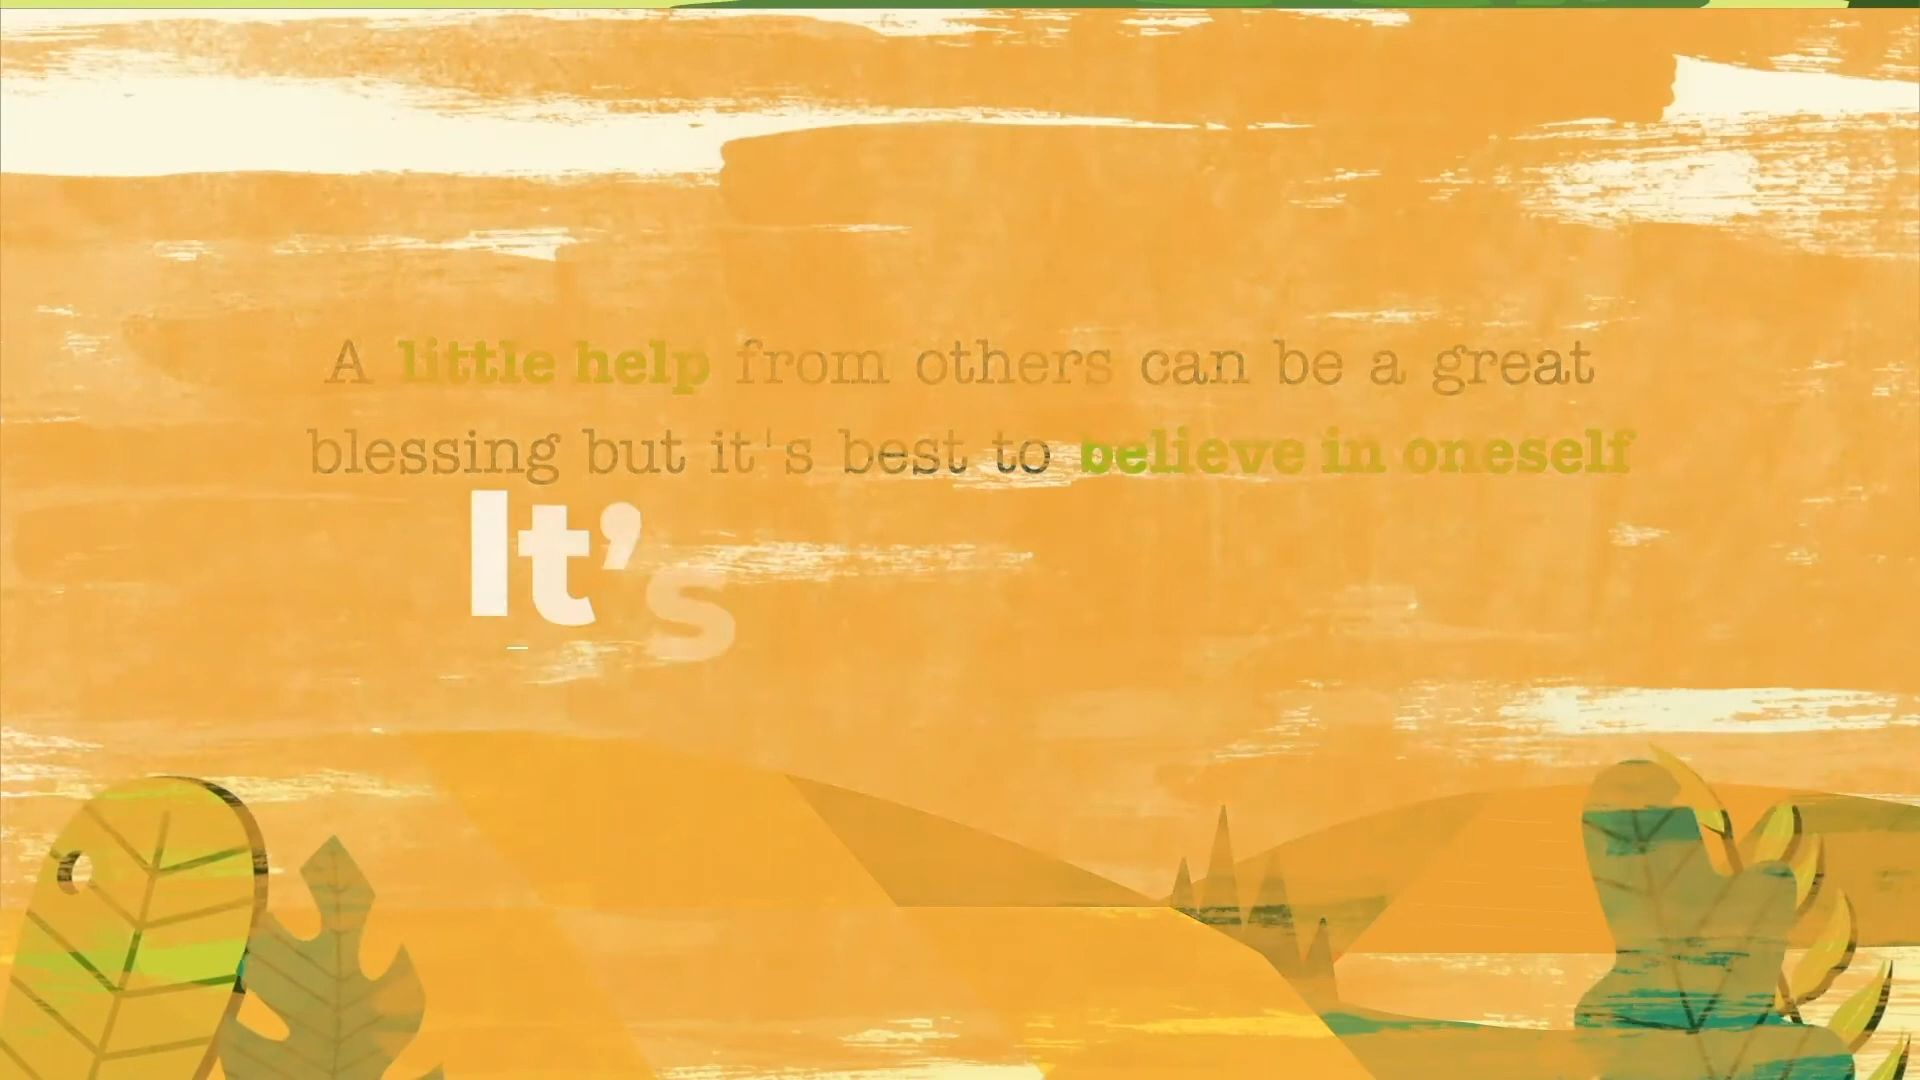 A little help from others can be a great
blessing but it's best to believe in oneself
It’s